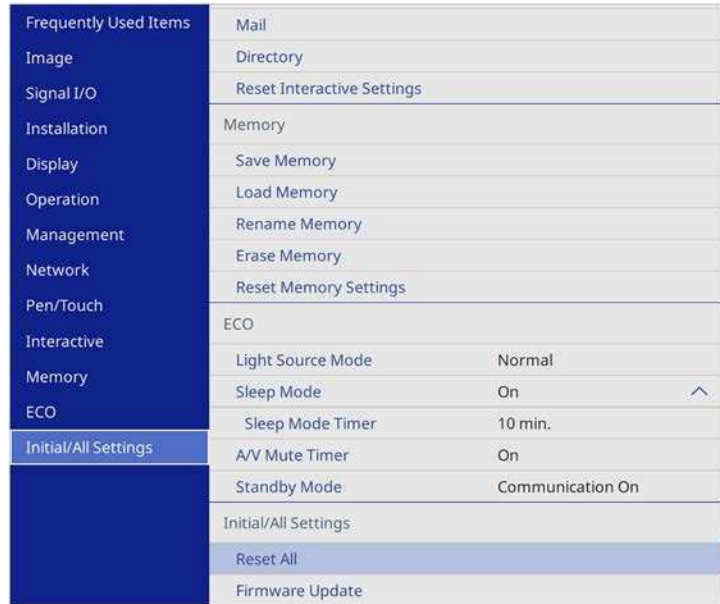 Frequently Used Items
Image
Signal I/O
Installation
Display
Operation
Management
Network
Pen/Touch
Interactive
Memory
ECO
Initial/All Settings
Mail
Directory
Reset Interactive Settings
Memory
Save Memory
Load Memory
Rename Memory
Erase Memory
Reset Memory Settings
ECO
Light Source Mode Normal
Sleep Mode On
Sleep Mode Timer 10 min.
A/V Mute Timer On
Standby Mode Communication On
Initial/All Settings
Reset All
Firmware Update